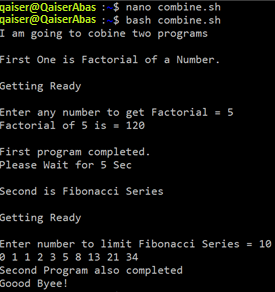 qaiser@QaiserAbas :~$ nano combine.sh
qaiser@QaiserAbas :~$ bash combine.sh
I am going to cobine two programs
First One is Factorial of a Number.
Getting Ready
Enter any number to get Factorial = 5
Factorial of 5 is = 120
First program completed.
Please Wait for 5 Sec
Second is Fibonacci Series
Getting Ready
Enter number to limit Fibonacci Series = 10
0 1 1 2 3 5 8 13 21 34
Second Program also completed
Goood Byee!